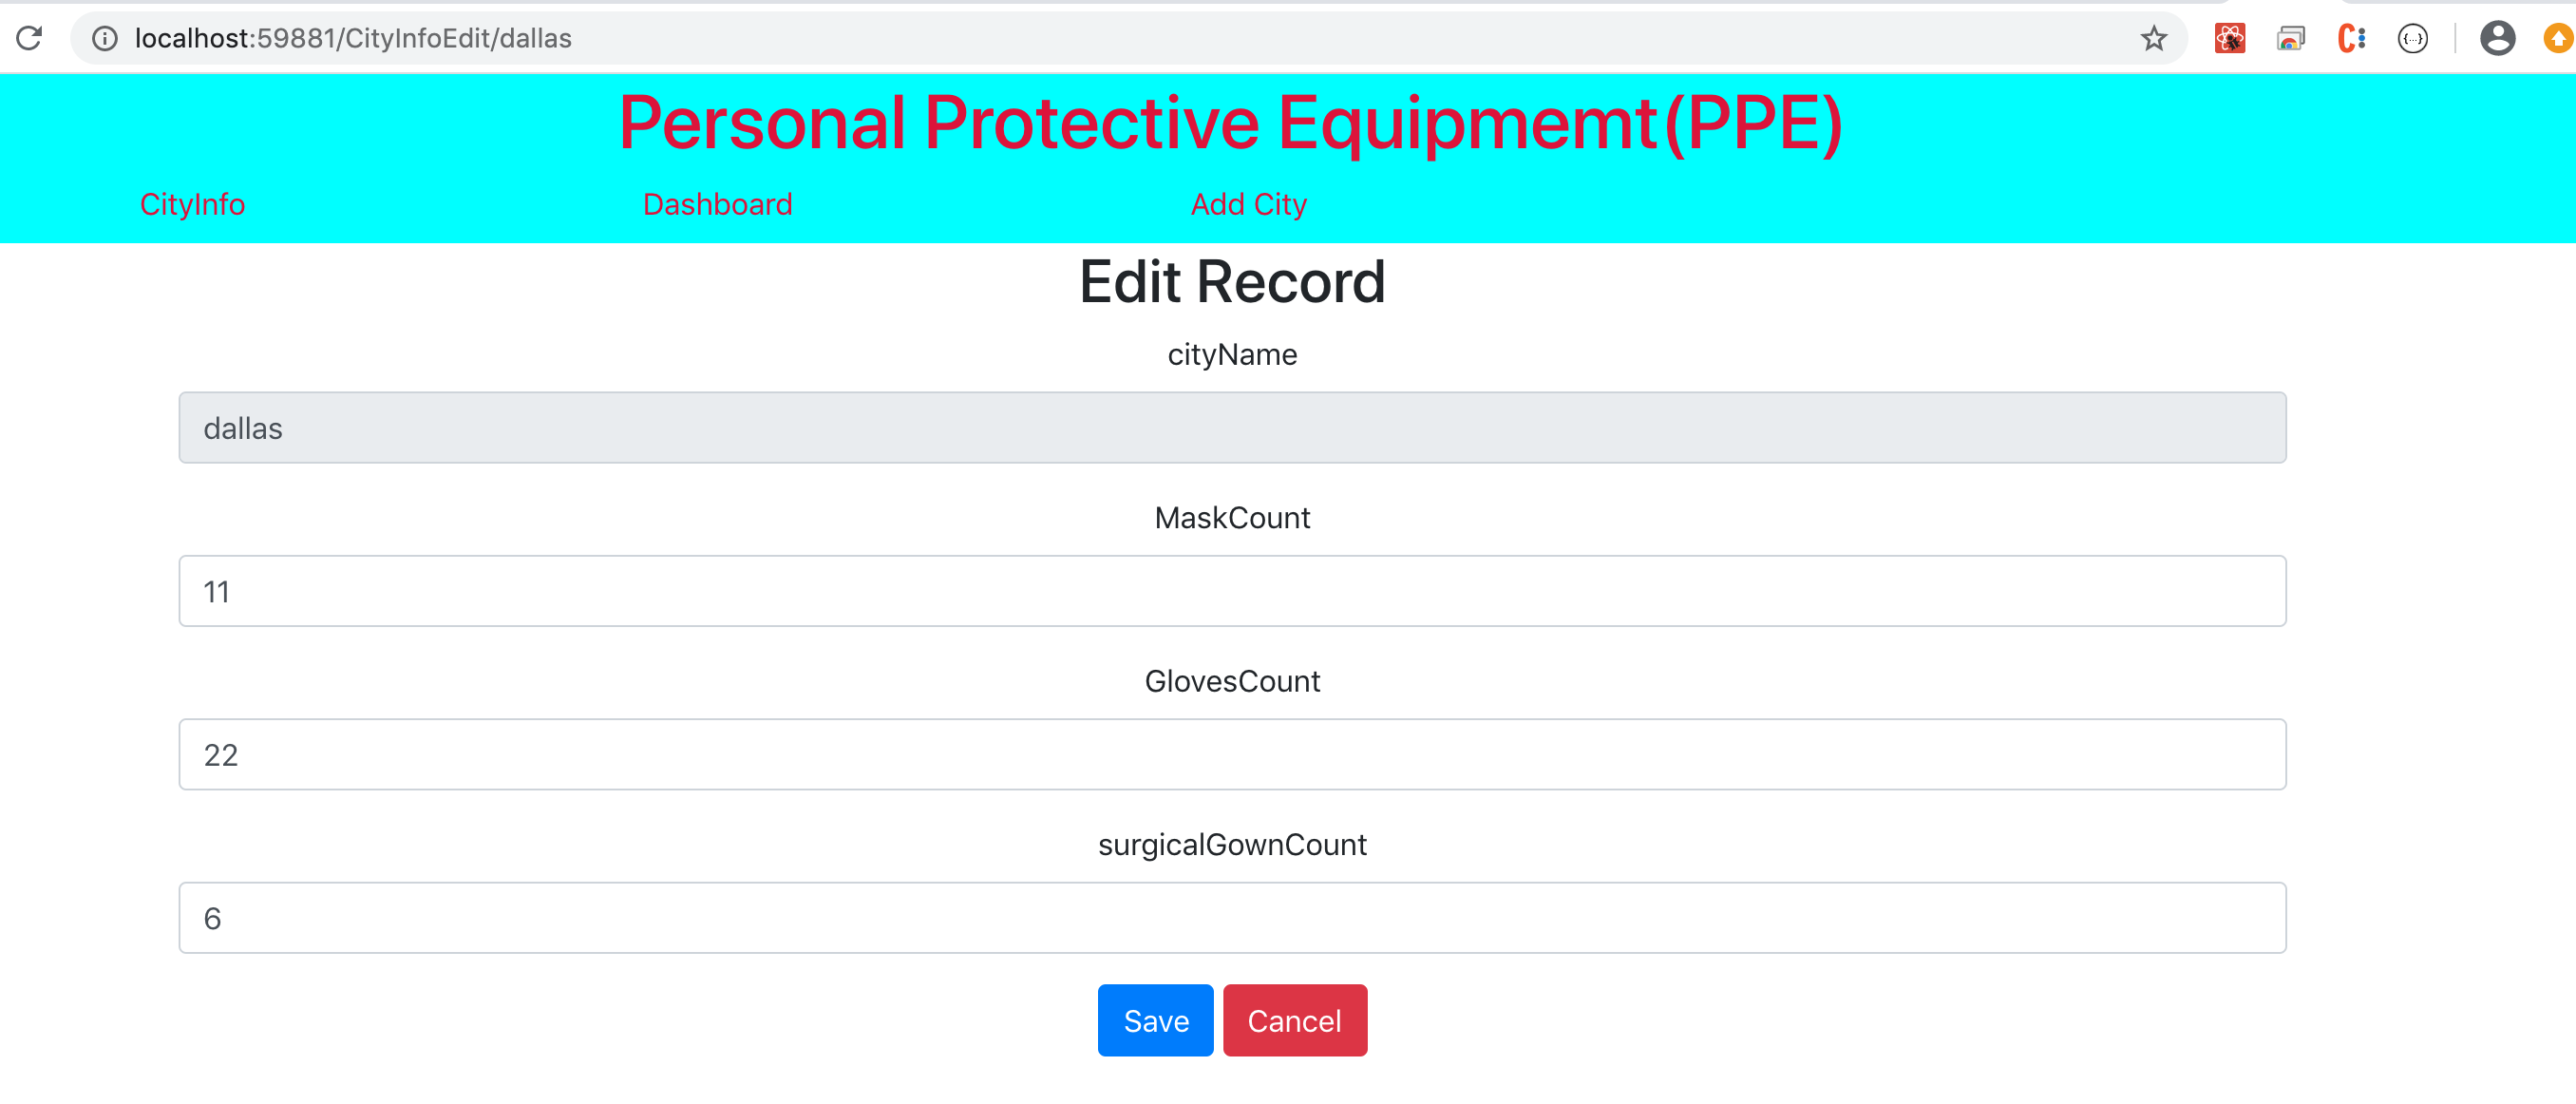 localhost:59881/CityInfoEdit/dallas
Personal Protective Equipmemt(PPE)
CityInfo Dashboard Add City
Edit Record
cityName
dallas
MaskCount
11
GlovesCount
22
surgicalGownCount
6
Save Cancel